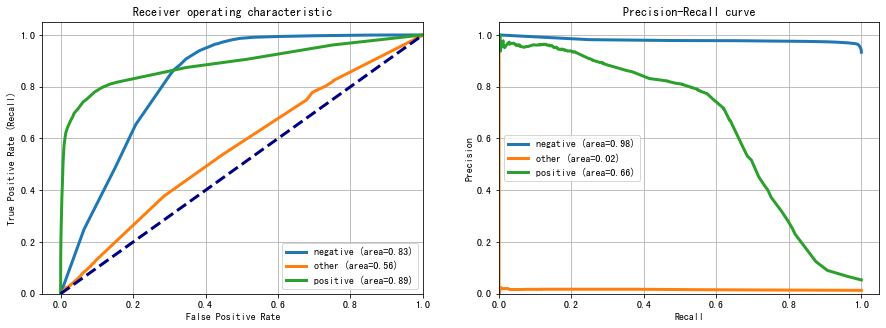 Receiver operating characteristic
True Positive Rate (Recall)
1.0
0.8
0.6
0.4
0.2
0.0
0.0 0.2 0.4 0.6 0.8 1.0
False Positive Rate
negative (area=0.83)
other (area=0.56)
positive (area=0.89)
Precision-Recall curve
Precision
1.0
0.8
0.6
0.4
0.2
0.0
0.0 0.2 0.4 0.6 0.8 1.0
Recall
negative (area=0.98)
other (area=0.02)
positive (area=0.66)